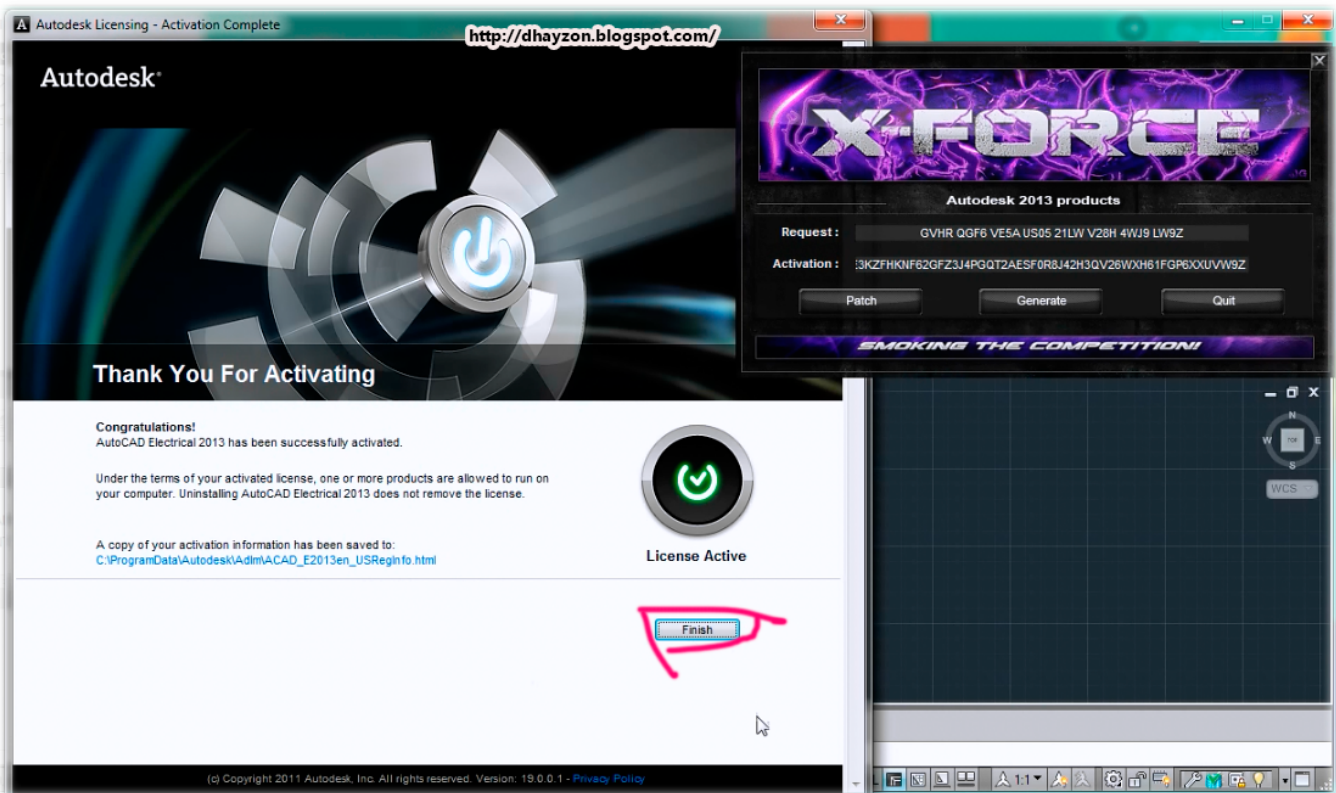 Autodesk Licensing - Activation Complete
http://dhayzon.blogspot.com/
Autodesk
Thank You For Activating
Congratulations!
AutoCAD Electrical 2013 has been successfully activated.
Under the terms of your activated license, one or more products are allowed to run on
your computer. Uninstalling AutoCAD Electrical 2013 does not remove the license.
A copy of your activation information has been saved to:
C:\ProgramData\Autodesk\Adlm\ACAD_E2013en_USRegInfo.html
License Active
Finish
(c) Copyright 2011 Autodesk, Inc. All rights reserved. Version: 19.0.0.1 - Privacy Policy
X-FORCE
Autodesk 2013 products
Request : GVHR QGF6 VE5A US05 21LW V28H 4WJ9 LW9Z
Activation : 3KZFHKNF62GFZ3J4PGQT2AESF0R8J42H3QV26WXH61FGP6XXUVW9Z
Patch Generate Quit
SMOKING THE COMPETITION!
N
W TOP E
S
WCS
1:1